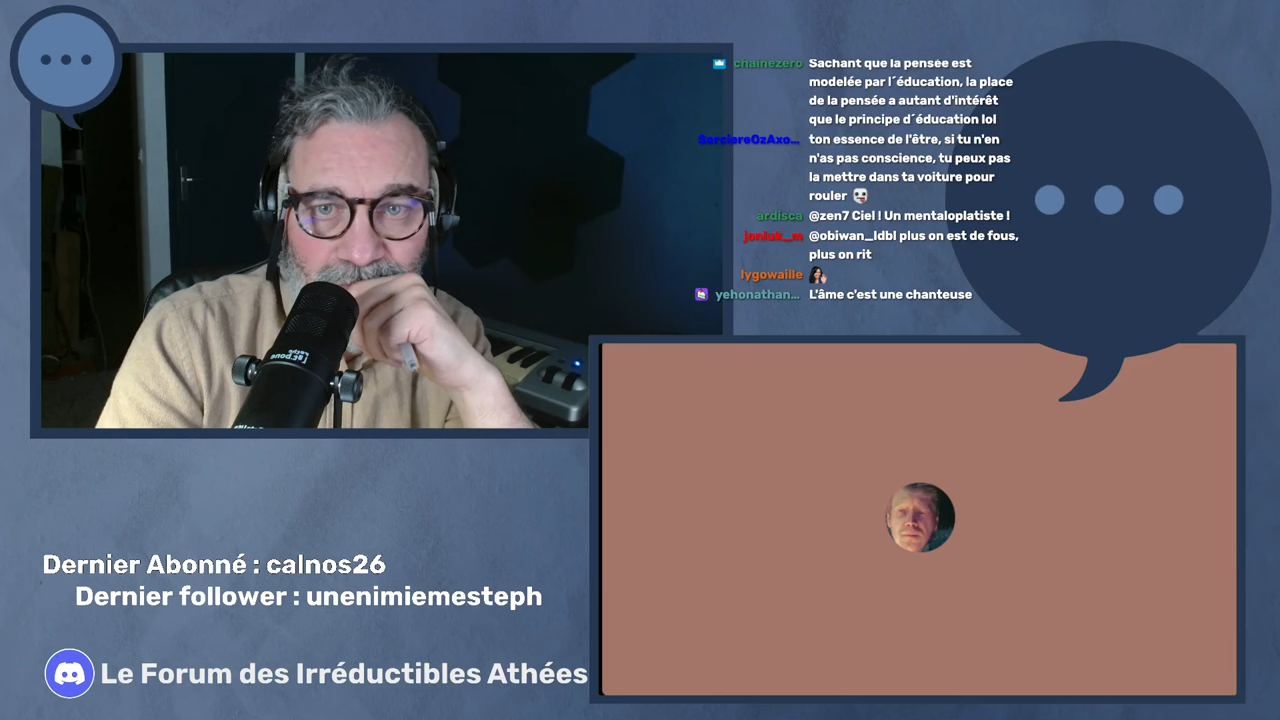 chainezero Sachant que la pensée est
modelée par l´éducation, la place
de la pensée a autant d'intérêt
que le principe d´éducation lol
SorciereOzAxo... ton essence de l'être, si tu n'en
n'as pas conscience, tu peux pas
la mettre dans ta voiture pour
rouler
ardisca @zen7 Ciel ! Un mentaloplatiste !
@obiwan_ldbl plus on est de fous,
plus on rit
lygowaille
yehonathan... L'âme c'est une chanteuse
Dernier Abonné : calnos26
Dernier follower : unenimiemesteph
Le Forum des Irréductibles Athées